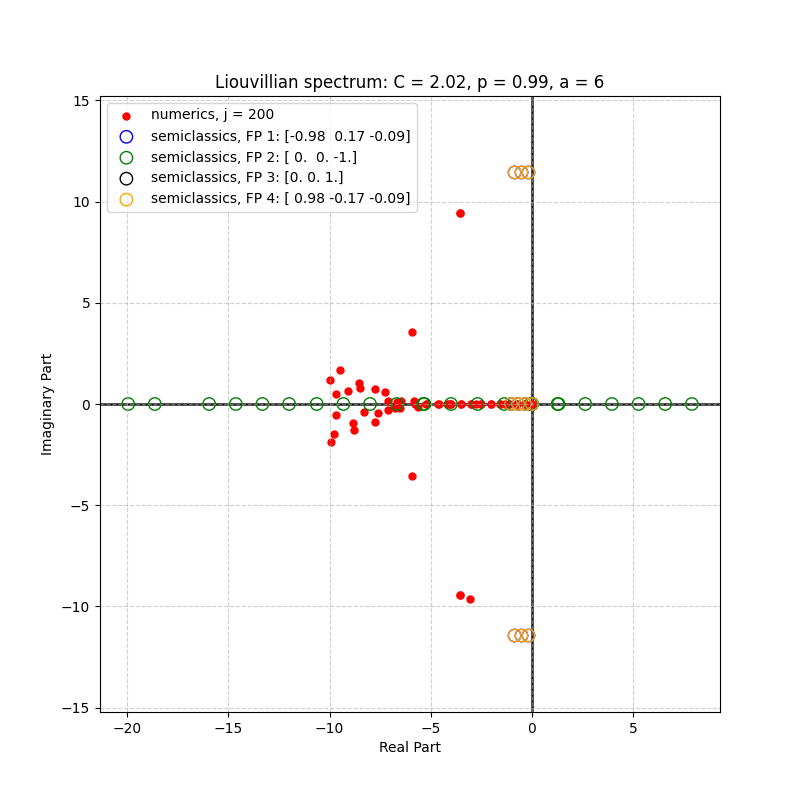 Liouvillian spectrum: C = 2.02, p = 0.99, a = 6
numerics, j = 200
semiclassics, FP 1: [-0.98  0.17 -0.09]
semiclassics, FP 2: [ 0.  0. -1.]
semiclassics, FP 3: [0. 0. 1.]
semiclassics, FP 4: [ 0.98 -0.17 -0.09]
15
10
5
0
−5
−10
−15
Imaginary Part
−20 −15 −10 −5 0 5
Real Part